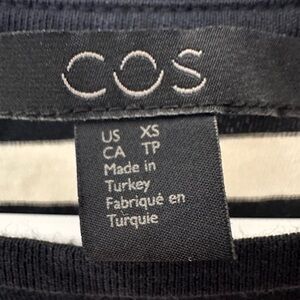 COS
US XS
CA TP
Made in
Turkey
Fabriqué en
Turquie